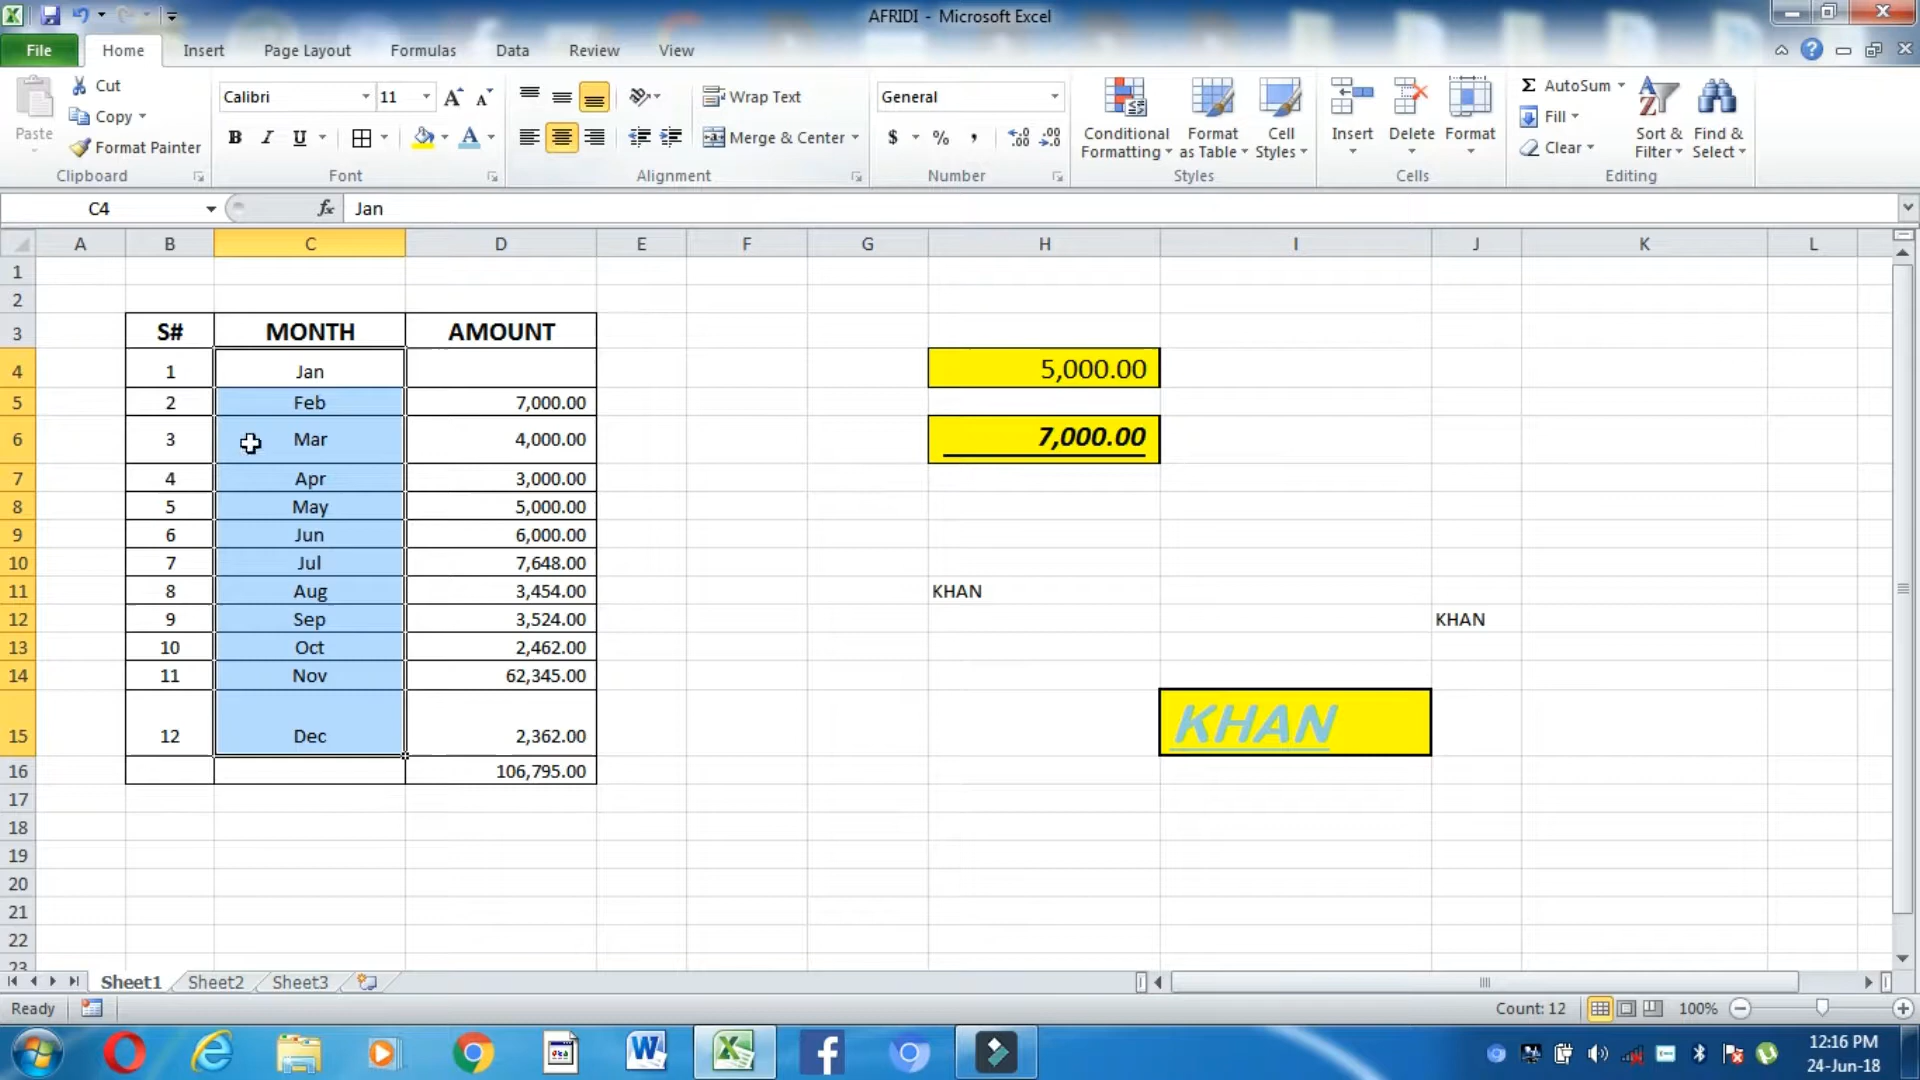 AFRIDI - Microsoft Excel
File Home Insert Page Layout Formulas Data Review View
Paste
Cut
Copy
Format Painter
Clipboard
Calibri 11
B I U
Font
Wrap Text
Merge & Center
Alignment
General
$ % ,
Number
Conditional Formatting
Format as Table
Cell Styles
Styles
Insert Delete Format
Cells
Σ AutoSum
Fill
Clear
Sort & Filter
Find & Select
Editing
C4 fx Jan
A B C D E F G H I J K L
1
2
3 S# MONTH AMOUNT
4 1 Jan 5,000.00
5 2 Feb 7,000.00
6 3 Mar 4,000.00 7,000.00
7 4 Apr 3,000.00
8 5 May 5,000.00
9 6 Jun 6,000.00
10 7 Jul 7,648.00
11 8 Aug 3,454.00 KHAN
12 9 Sep 3,524.00 KHAN
13 10 Oct 2,462.00
14 11 Nov 62,345.00
15 12 Dec 2,362.00 KHAN
16 106,795.00
17
18
19
20
21
22
23
Sheet1 Sheet2 Sheet3
Ready Count: 12 100%
12:16 PM
24-Jun-18